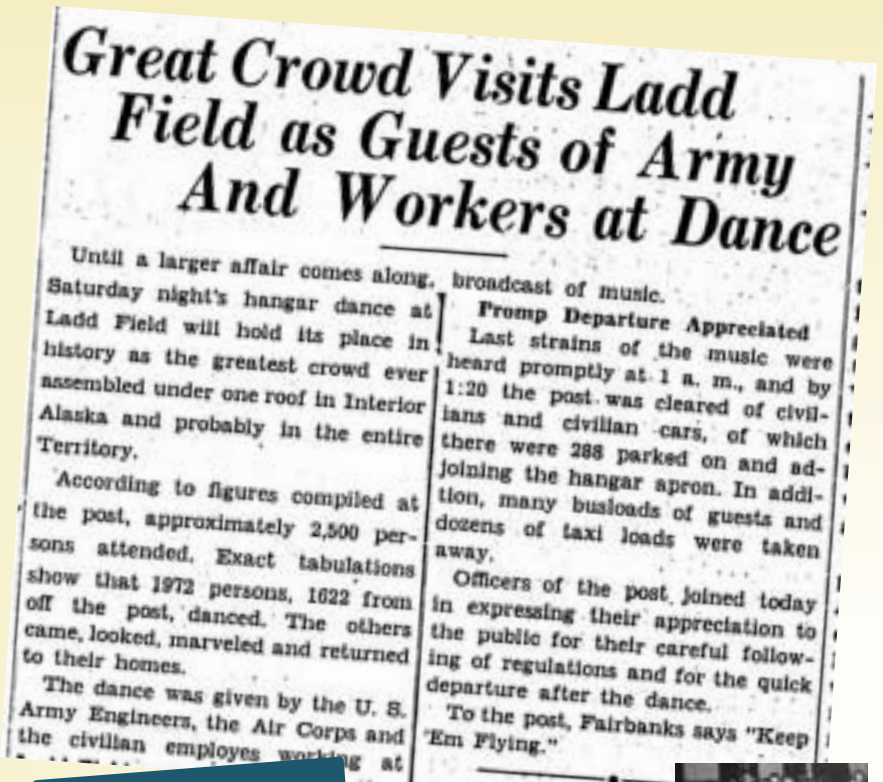 Great Crowd Visits Ladd
Field as Guests of Army
And Workers at Dance
Until a larger affair comes along,
Saturday night's hangar dance at
Ladd Field will hold its place in
history as the greatest crowd ever
assembled under one roof in Interior
Alaska and probably in the entire
Territory.
According to figures compiled at
the post, approximately 2,500 per-
sons attended. Exact tabulations
show that 1972 persons, 1622 from
off the post, danced. The others
came, looked, marveled and returned
to their homes.
The dance was given by the U. S.
Army Engineers, the Air Corps and
the civilian employes working at
broadcast of music.
Promp Departure Appreciated
Last strains of the music were
heard promptly at 1 a. m., and by
1:20 the post was cleared of civil-
ians and civilian cars, of which
there were 288 parked on and ad-
joining the hangar apron. In addi-
tion, many busloads of guests and
dozens of taxi loads were taken
away.
Officers of the post joined today
in expressing their appreciation to
the public for their careful follow-
ing of regulations and for the quick
departure after the dance.
To the post, Fairbanks says "Keep
'Em Flying."